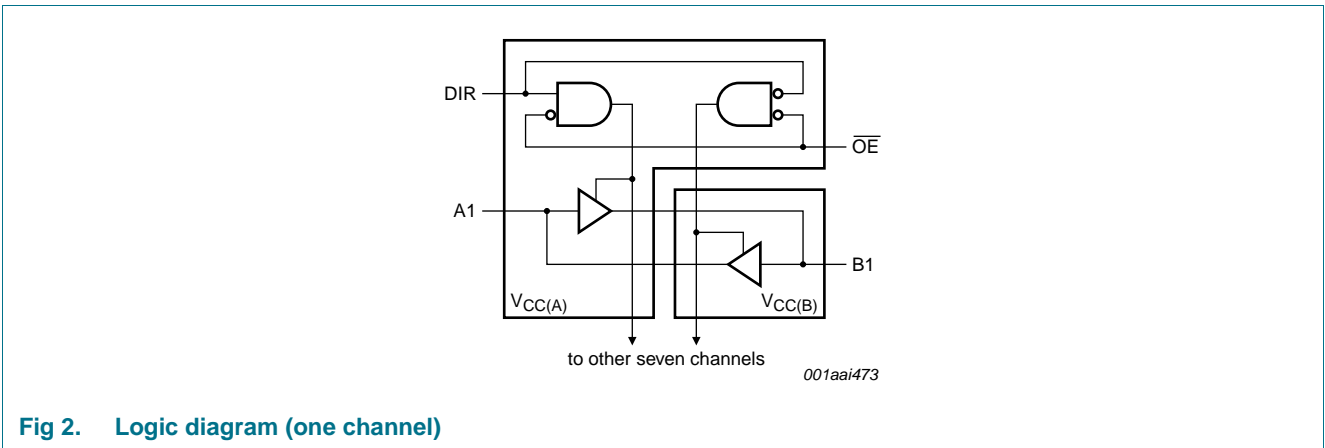 DIR
OE
A1
B1
VCC(A)
VCC(B)
to other seven channels
001aai473
Fig 2. Logic diagram (one channel)